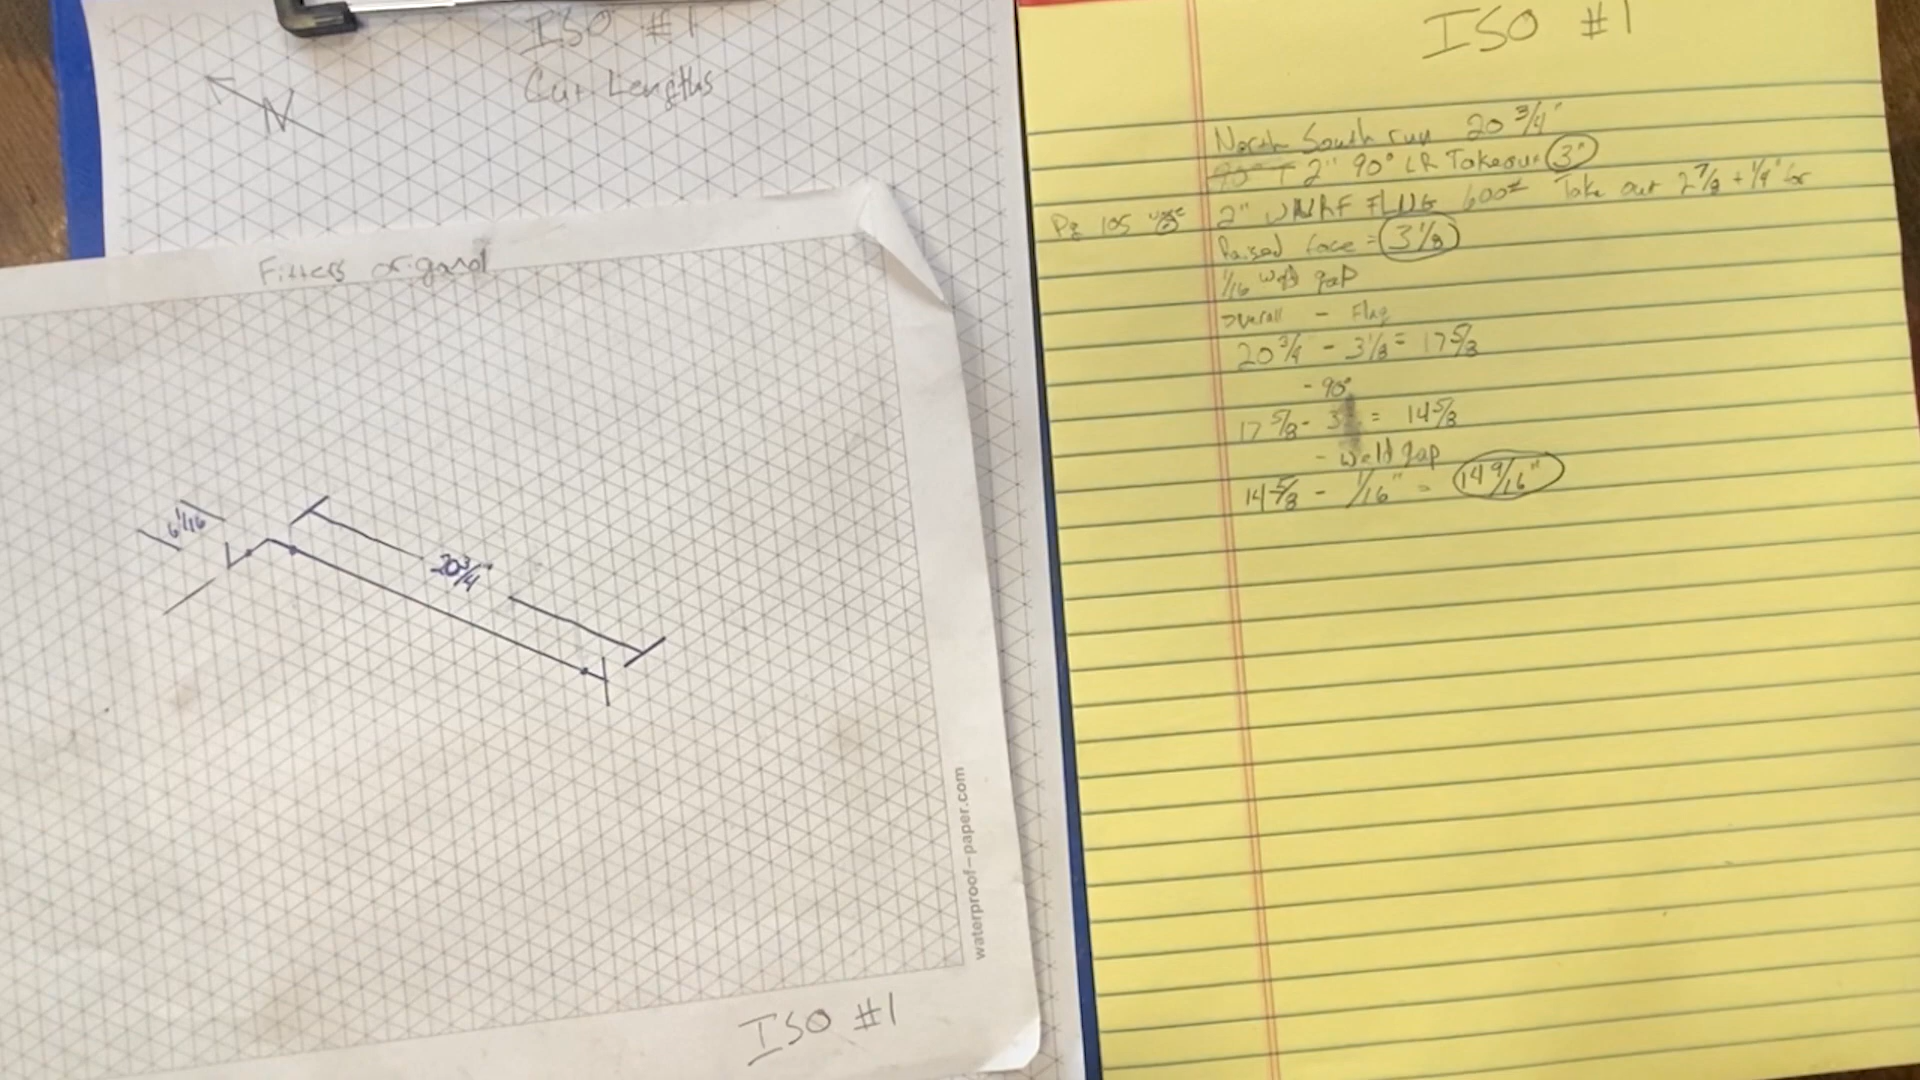 ISO #1
Cut Lengths
N
Fitters
6 1/16
20 3/4"
waterproof-paper.com
ISO #1
ISO #1
North South run 20 3/4"
2" 90° LR Takeout 3"
Pg 105 2" WNRF FLNG 600# Take out 2 7/8 + 1/4" for
Raised face = 3 1/8
1/16 weld gap
overall - Flng
20 3/4 - 3 1/8 = 17 5/8
- 90°
17 5/8 - 3 = 14 5/8
- weld gap
14 5/8 - 1/16" = 14 9/16"